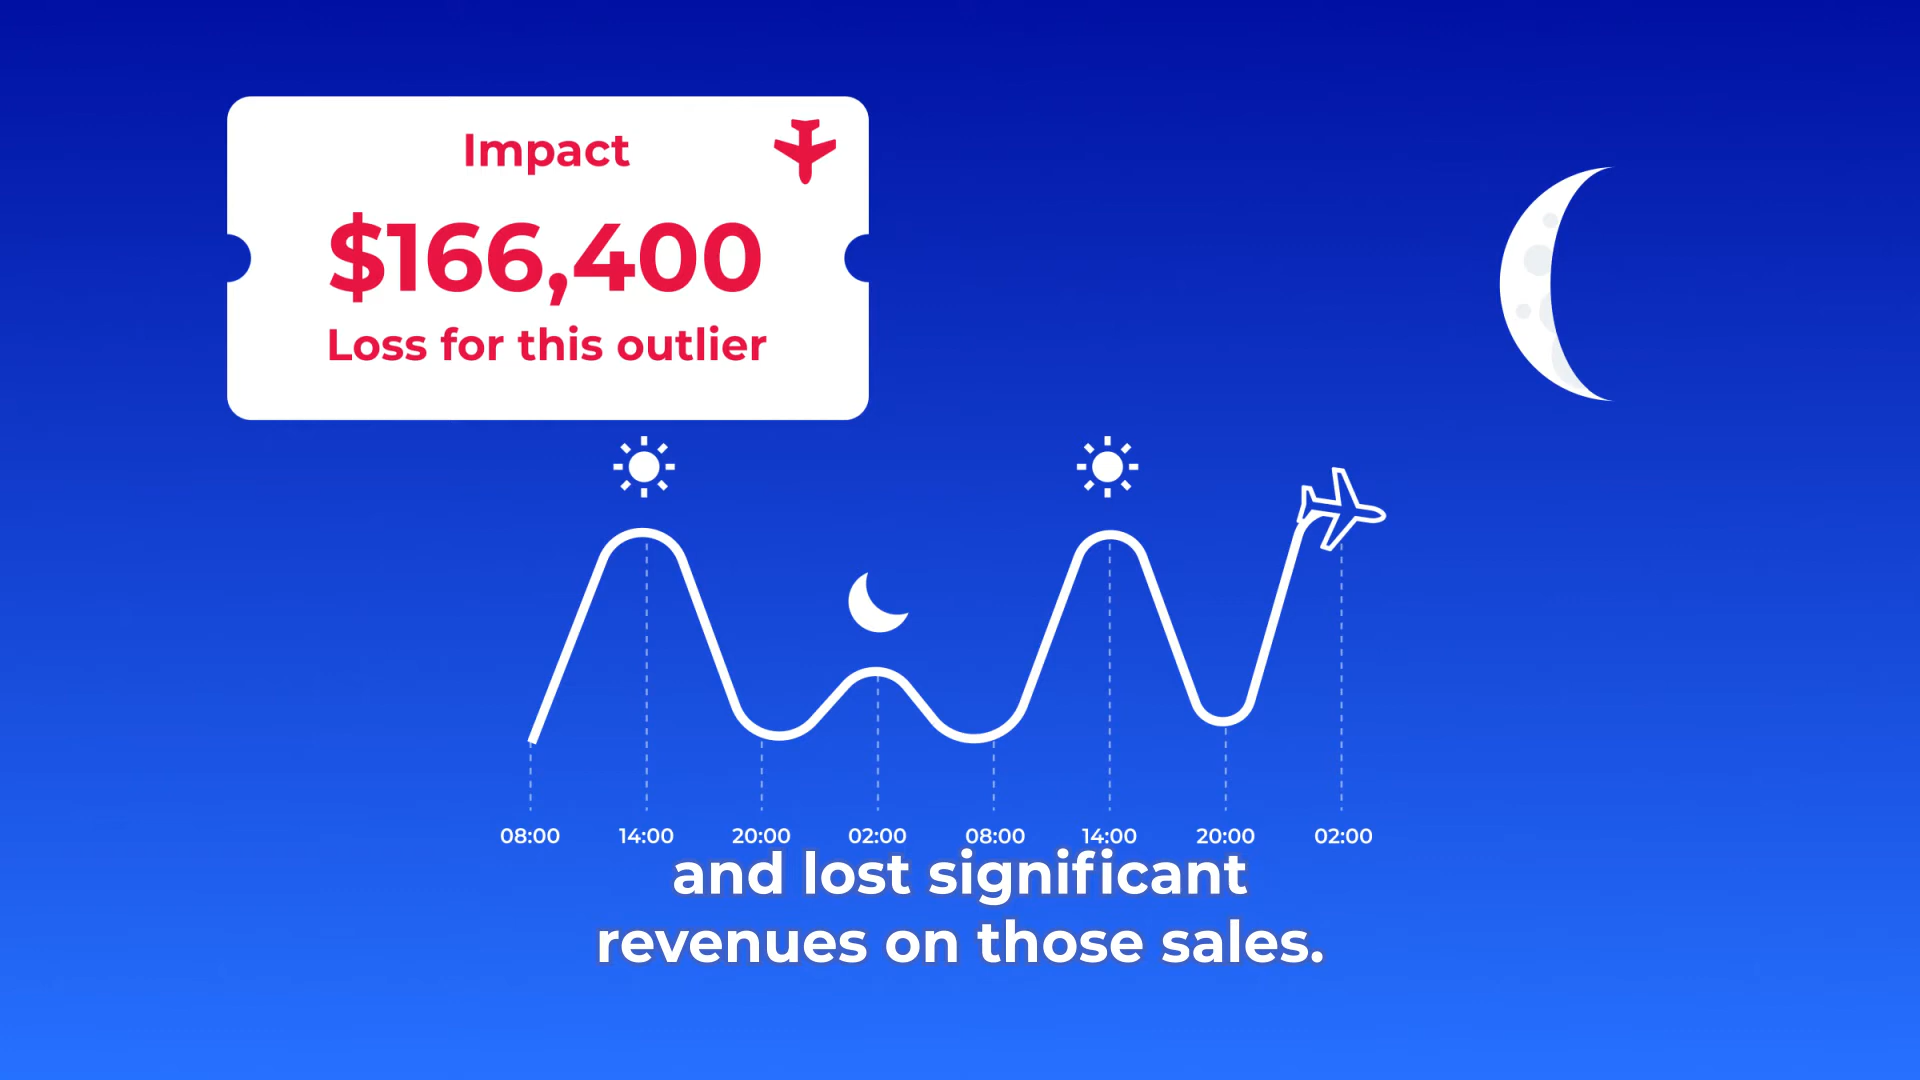 Impact
$166,400
Loss for this outlier
08:00 14:00 20:00 02:00 08:00 14:00 20:00 02:00
and lost significant
revenues on those sales.